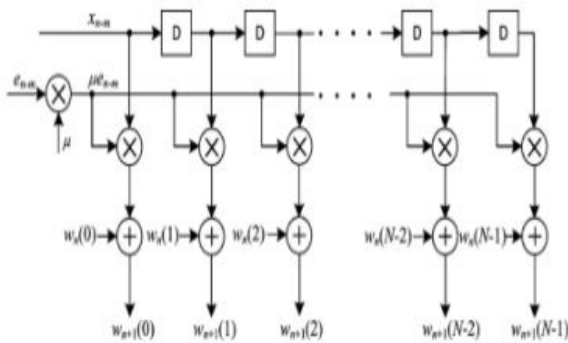 x_{n-m}
D D D D
e_{n-m} μe_{n-m}
μ
w_n(0) w_n(1) w_n(2) w_n(N-2) w_n(N-1)
w_{n+1}(0) w_{n+1}(1) w_{n+1}(2) w_{n+1}(N-2) w_{n+1}(N-1)